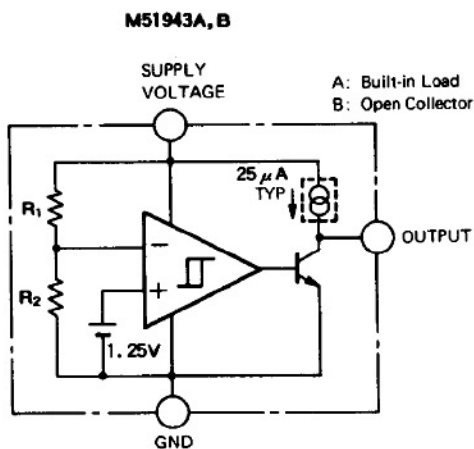 M51943A, B
SUPPLY
VOLTAGE
A: Built-in Load
B: Open Collector
25μA
TYP
R₁
−
OUTPUT
R₂
+
1.25V
GND